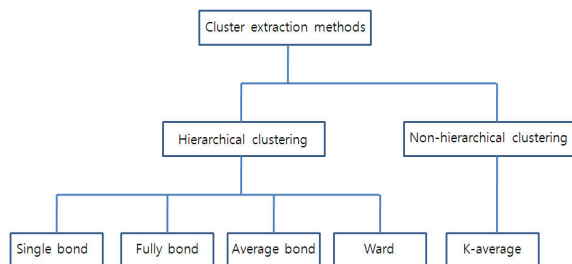 Cluster extraction methods
Hierarchical clustering
Non-hierarchical clustering
Single bond
Fully bond
Average bond
Ward
K-average